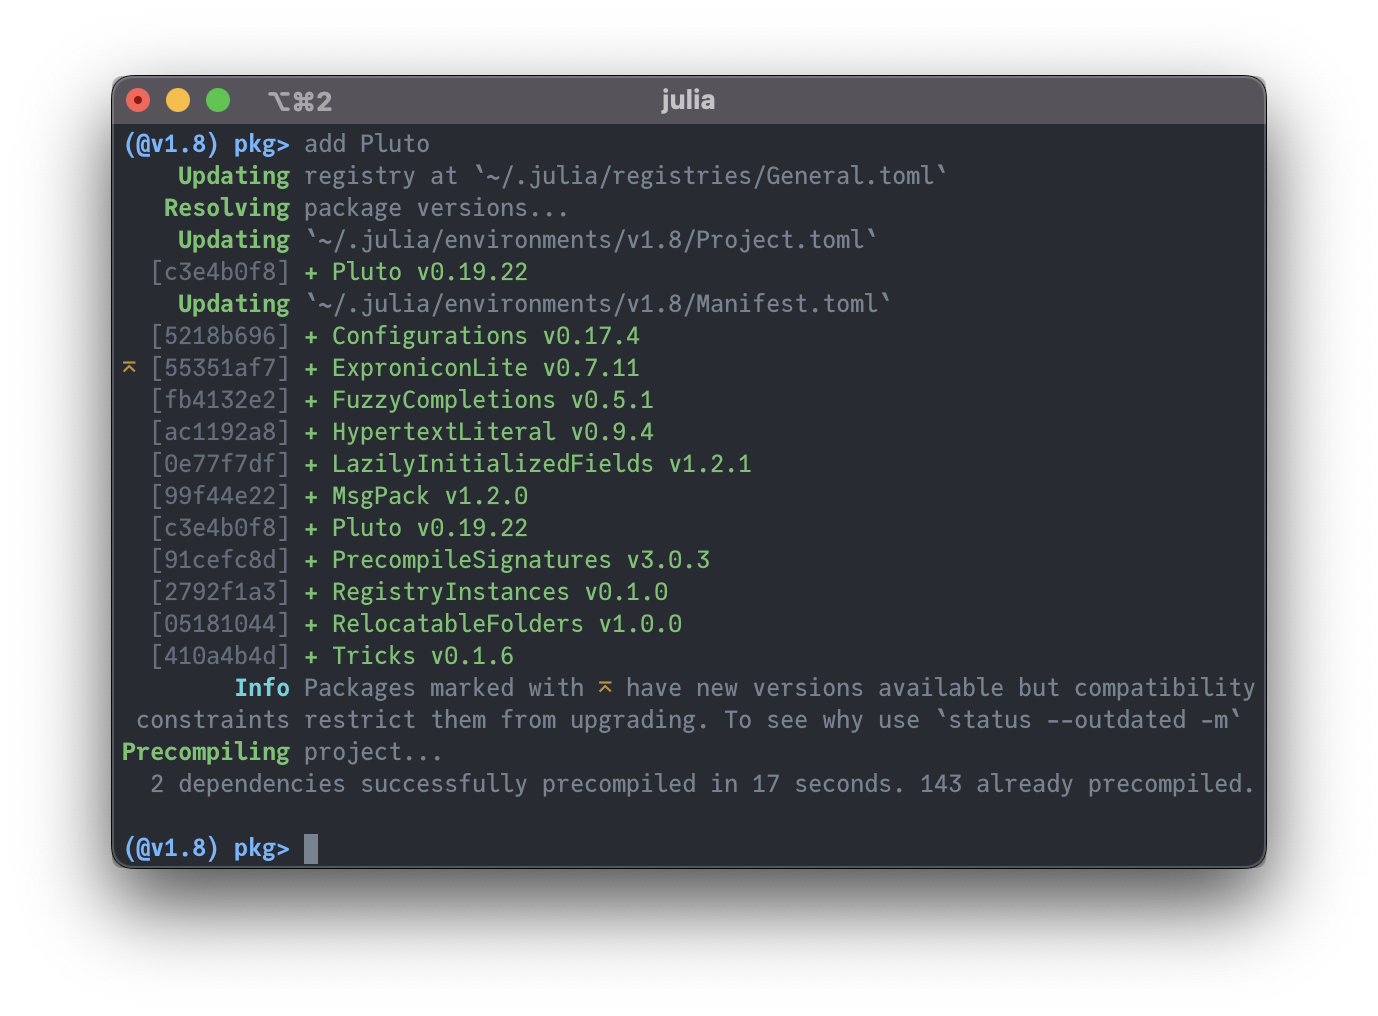 ⌥⌘2 julia
(@v1.8) pkg> add Pluto
    Updating registry at `~/.julia/registries/General.toml`
   Resolving package versions...
    Updating `~/.julia/environments/v1.8/Project.toml`
  [c3e4b0f8] + Pluto v0.19.22
    Updating `~/.julia/environments/v1.8/Manifest.toml`
  [5218b696] + Configurations v0.17.4
⌅ [55351af7] + ExproniconLite v0.7.11
  [fb4132e2] + FuzzyCompletions v0.5.1
  [ac1192a8] + HypertextLiteral v0.9.4
  [0e77f7df] + LazilyInitializedFields v1.2.1
  [99f44e22] + MsgPack v1.2.0
  [c3e4b0f8] + Pluto v0.19.22
  [91cefc8d] + PrecompileSignatures v3.0.3
  [2792f1a3] + RegistryInstances v0.1.0
  [05181044] + RelocatableFolders v1.0.0
  [410a4b4d] + Tricks v0.1.6
        Info Packages marked with ⌅ have new versions available but compatibility
 constraints restrict them from upgrading. To see why use `status --outdated -m`
Precompiling project...
  2 dependencies successfully precompiled in 17 seconds. 143 already precompiled.
(@v1.8) pkg>